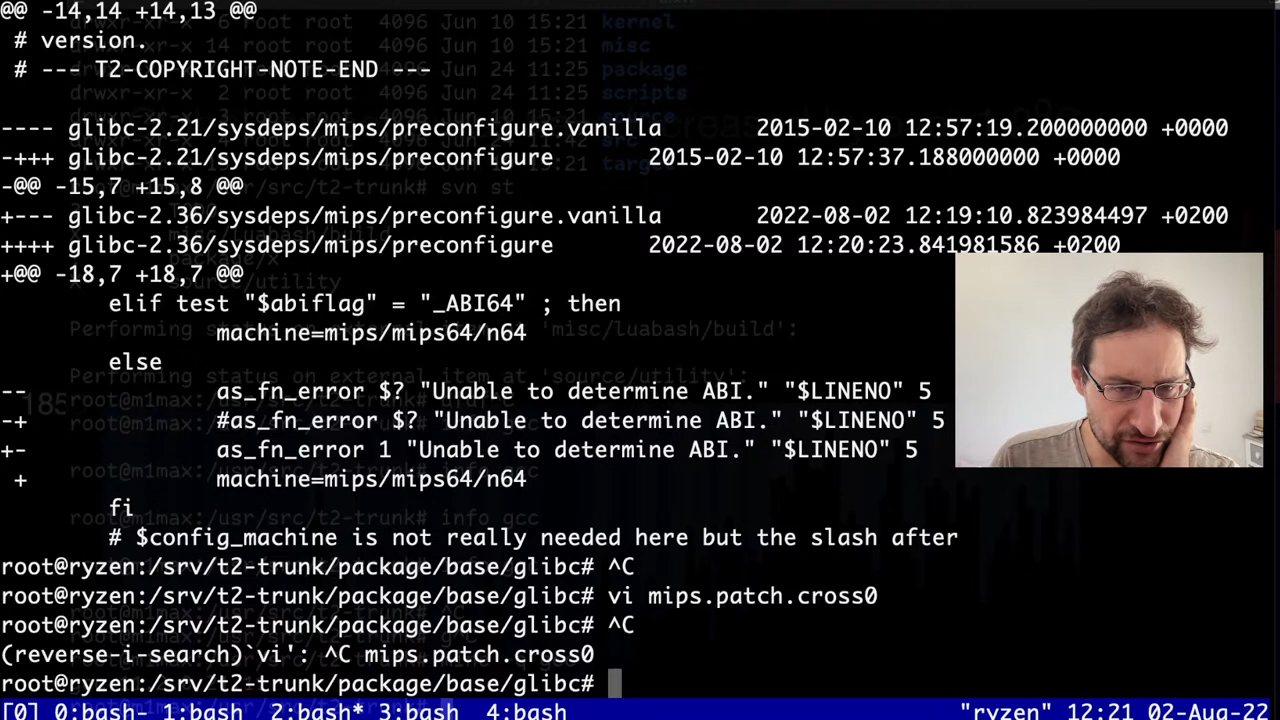 @@ -14,14 +14,13 @@
 # version.
 # --- T2-COPYRIGHT-NOTE-END ---
---- glibc-2.21/sysdeps/mips/preconfigure.vanilla 2015-02-10 12:57:19.200000000 +0000
-+++ glibc-2.21/sysdeps/mips/preconfigure 2015-02-10 12:57:37.188000000 +0000
-@@ -15,7 +15,8 @@
+--- glibc-2.36/sysdeps/mips/preconfigure.vanilla 2022-08-02 12:19:10.823984497 +0200
++++ glibc-2.36/sysdeps/mips/preconfigure 2022-08-02 12:20:23.841981586 +0200
+@@ -18,7 +18,7 @@
elif test "$abiflag" = "_ABI64" ; then
machine=mips/mips64/n64
else
-- as_fn_error $? "Unable to determine ABI." "$LINENO" 5
-+ #as_fn_error $? "Unable to determine ABI." "$LINENO" 5
+- as_fn_error 1 "Unable to determine ABI." "$LINENO" 5
 + machine=mips/mips64/n64
fi
# $config_machine is not really needed here but the slash after
root@ryzen:/srv/t2-trunk/package/base/glibc# ^C
root@ryzen:/srv/t2-trunk/package/base/glibc# vi mips.patch.cross0
root@ryzen:/srv/t2-trunk/package/base/glibc# ^C
(reverse-i-search)`vi': ^C mips.patch.cross0
root@ryzen:/srv/t2-trunk/package/base/glibc#
[0] 0:bash- 1:bash 2:bash* 3:bash 4:bash "ryzen" 12:21 02-Aug-22